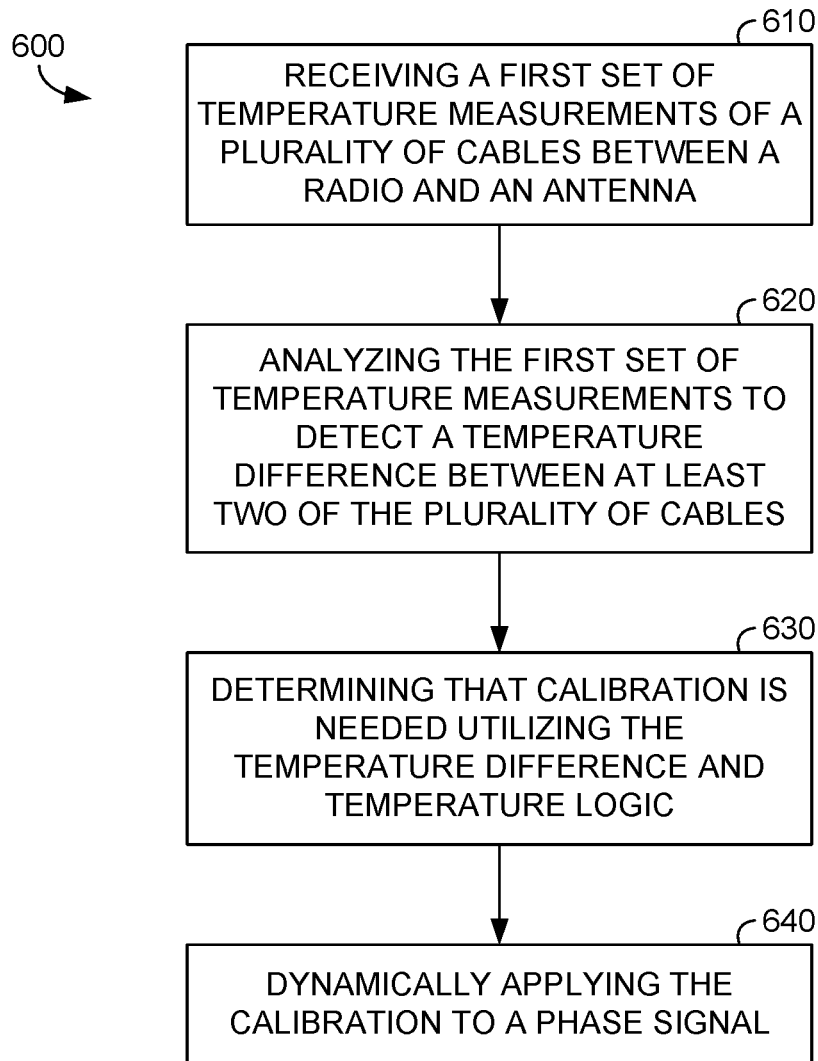 600
610
RECEIVING A FIRST SET OF
TEMPERATURE MEASUREMENTS OF A
PLURALITY OF CABLES BETWEEN A
RADIO AND AN ANTENNA
620
ANALYZING THE FIRST SET OF
TEMPERATURE MEASUREMENTS TO
DETECT A TEMPERATURE
DIFFERENCE BETWEEN AT LEAST
TWO OF THE PLURALITY OF CABLES
630
DETERMINING THAT CALIBRATION IS
NEEDED UTILIZING THE
TEMPERATURE DIFFERENCE AND
TEMPERATURE LOGIC
640
DYNAMICALLY APPLYING THE
CALIBRATION TO A PHASE SIGNAL